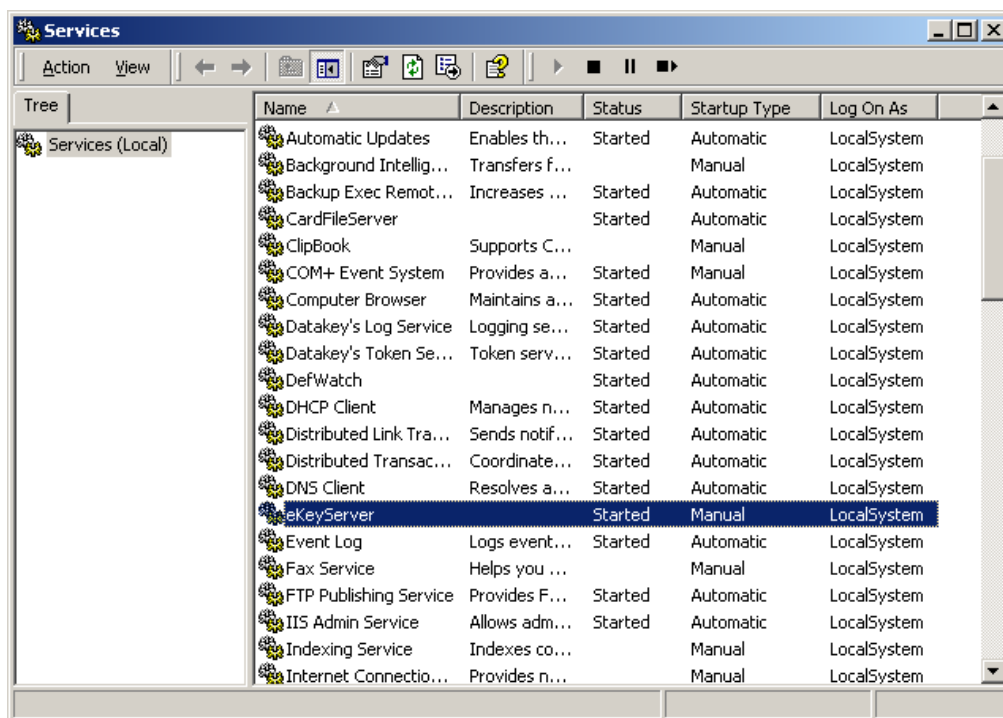 Services
Action View
Tree
Name Description Status Startup Type Log On As
Services (Local)
Automatic Updates Enables th... Started Automatic LocalSystem
Background Intellig... Transfers f... Manual LocalSystem
Backup Exec Remot... Increases ... Started Automatic LocalSystem
CardFileServer Started Automatic LocalSystem
ClipBook Supports C... Manual LocalSystem
COM+ Event System Provides a... Started Manual LocalSystem
Computer Browser Maintains a... Started Automatic LocalSystem
Datakey's Log Service Logging se... Started Automatic LocalSystem
Datakey's Token Se... Token serv... Started Automatic LocalSystem
DefWatch Started Automatic LocalSystem
DHCP Client Manages n... Started Automatic LocalSystem
Distributed Link Tra... Sends notif... Started Automatic LocalSystem
Distributed Transac... Coordinate... Started Automatic LocalSystem
DNS Client Resolves a... Started Automatic LocalSystem
eKeyServer Started Manual LocalSystem
Event Log Logs event... Started Automatic LocalSystem
Fax Service Helps you ... Manual LocalSystem
FTP Publishing Service Provides F... Started Automatic LocalSystem
IIS Admin Service Allows adm... Started Automatic LocalSystem
Indexing Service Indexes co... Manual LocalSystem
Internet Connectio... Provides n... Manual LocalSystem